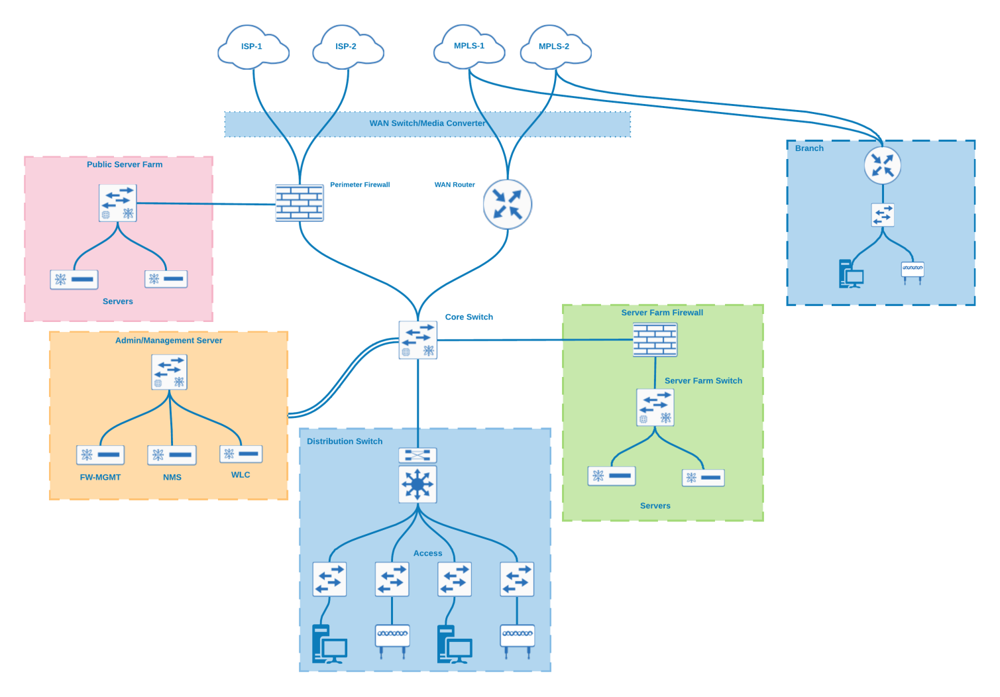 ISP-1
ISP-2
MPLS-1
MPLS-2
WAN Switch/Media Converter
Branch
Public Server Farm
Perimeter Firewall
WAN Router
Servers
Core Switch
Server Farm Firewall
Admin/Management Server
Server Farm Switch
Distribution Switch
FW-MGMT
NMS
WLC
Servers
Access